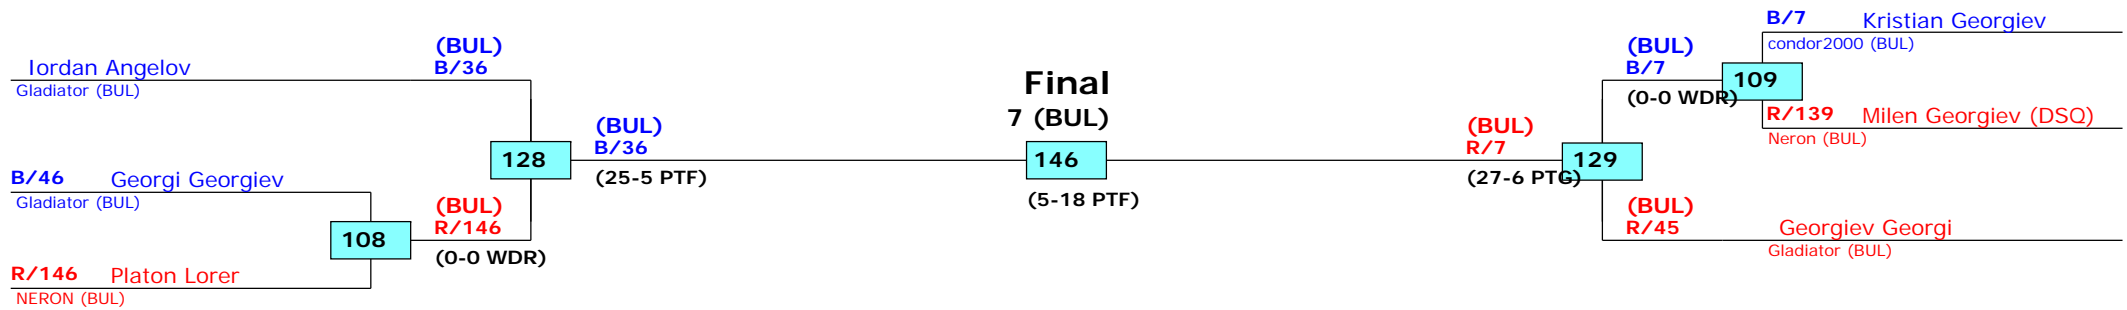 Iordan Angelov
Gladiator (BUL)
B/46 Georgi Georgiev
Gladiator (BUL)
R/146 Platon Lorer
NERON (BUL)
108
(BUL)
B/36
(BUL)
R/146
(0-0 WDR)
128
(BUL)
B/36
(25-5 PTF)
Final
7 (BUL)
146
(5-18 PTF)
(BUL)
R/7
(27-6 PTG)
129
(BUL)
B/7
(0-0 WDR)
(BUL)
R/45
109
B/7 Kristian Georgiev
condor2000 (BUL)
R/139 Milen Georgiev (DSQ)
Neron (BUL)
Georgiev Georgi
Gladiator (BUL)